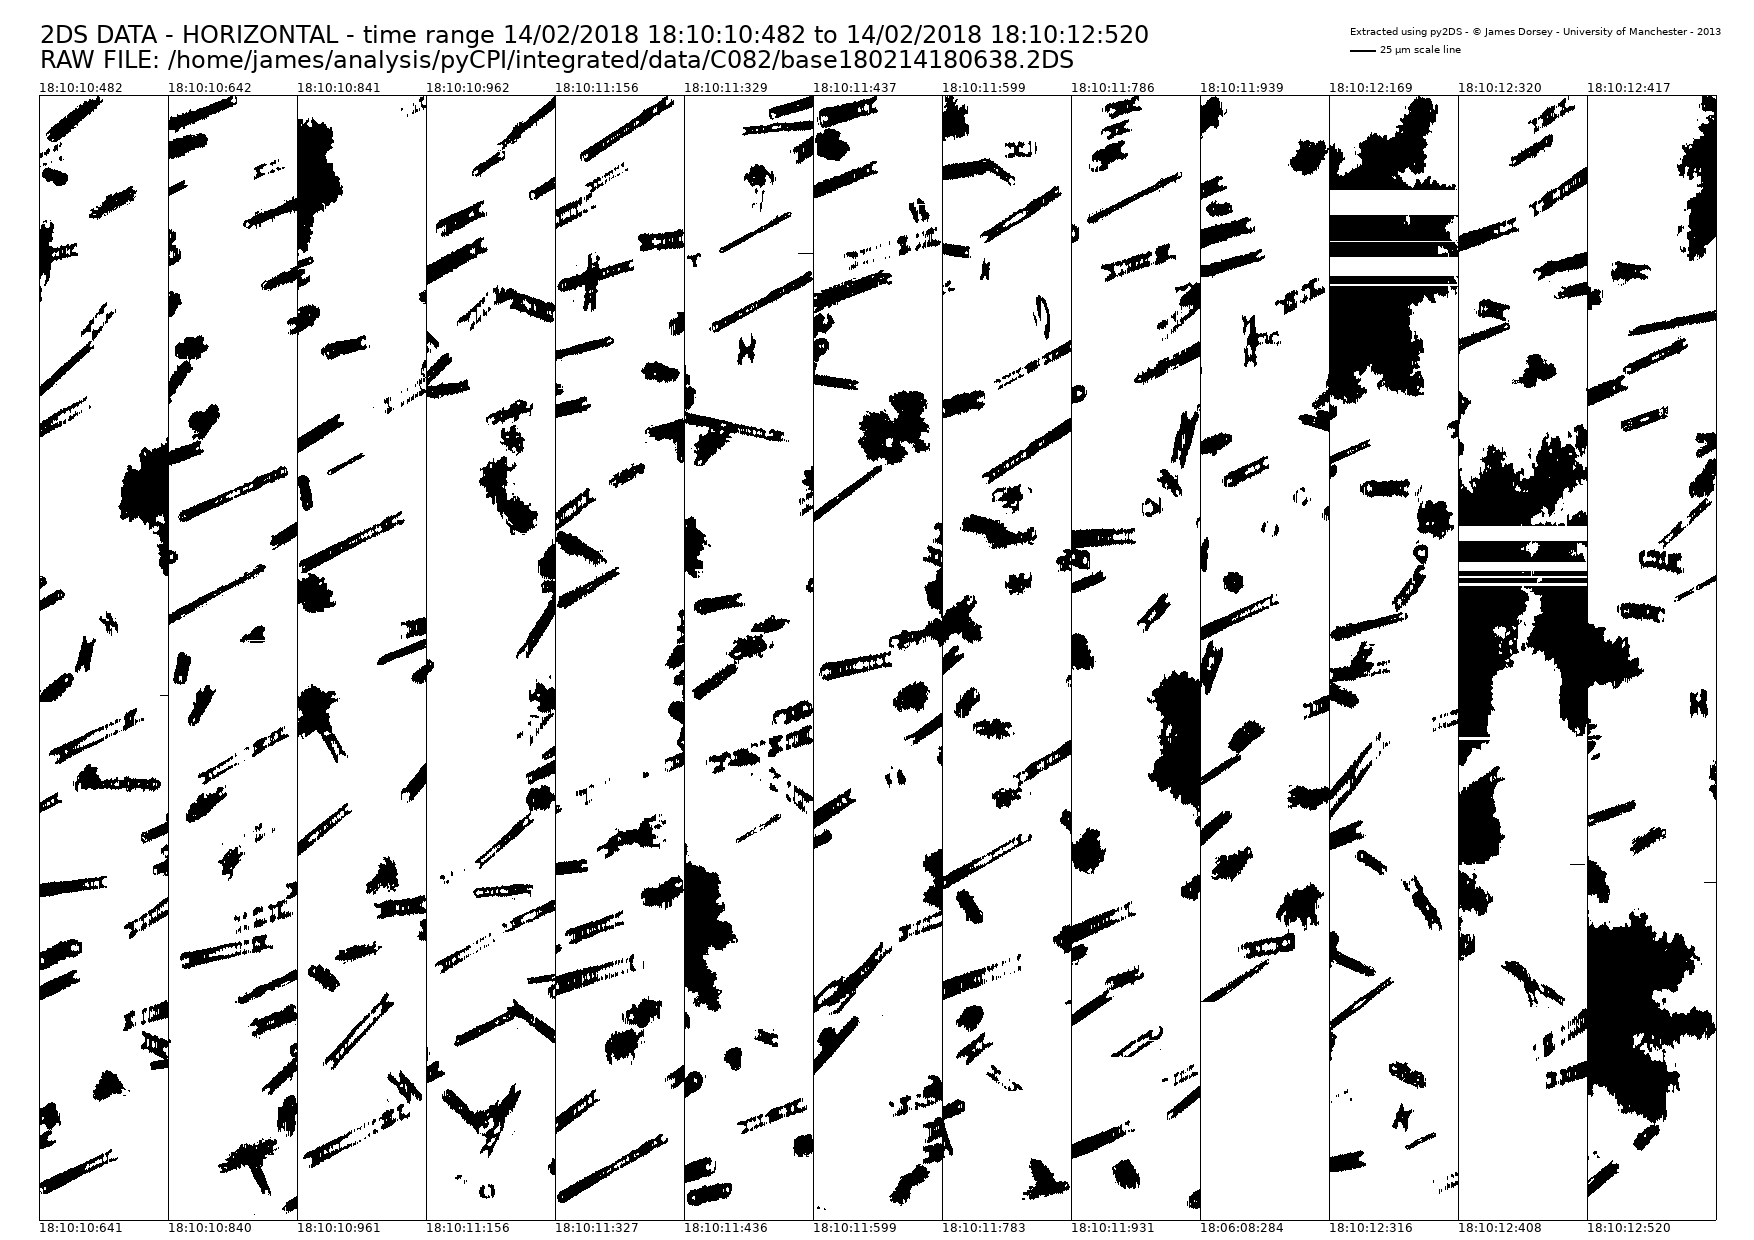 2DS DATA - HORIZONTAL - time range 14/02/2018 18:10:10:482 to 14/02/2018 18:10:12:520
RAW FILE: /home/james/analysis/pyCPI/integrated/data/C082/base180214180638.2DS
Extracted using py2DS - © James Dorsey - University of Manchester - 2013
25 µm scale line
18:10:10:482 18:10:10:642 18:10:10:841 18:10:10:962 18:10:11:156 18:10:11:329 18:10:11:437 18:10:11:599 18:10:11:786 18:10:11:939 18:10:12:169 18:10:12:320 18:10:12:417
18:10:10:641 18:10:10:840 18:10:10:961 18:10:11:156 18:10:11:327 18:10:11:436 18:10:11:599 18:10:11:783 18:10:11:931 18:06:08:284 18:10:12:316 18:10:12:408 18:10:12:520